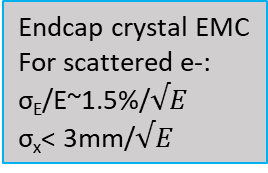 Endcap crystal EMC
For scattered e-:
σE/E~1.5%/√E
σx< 3mm/√E